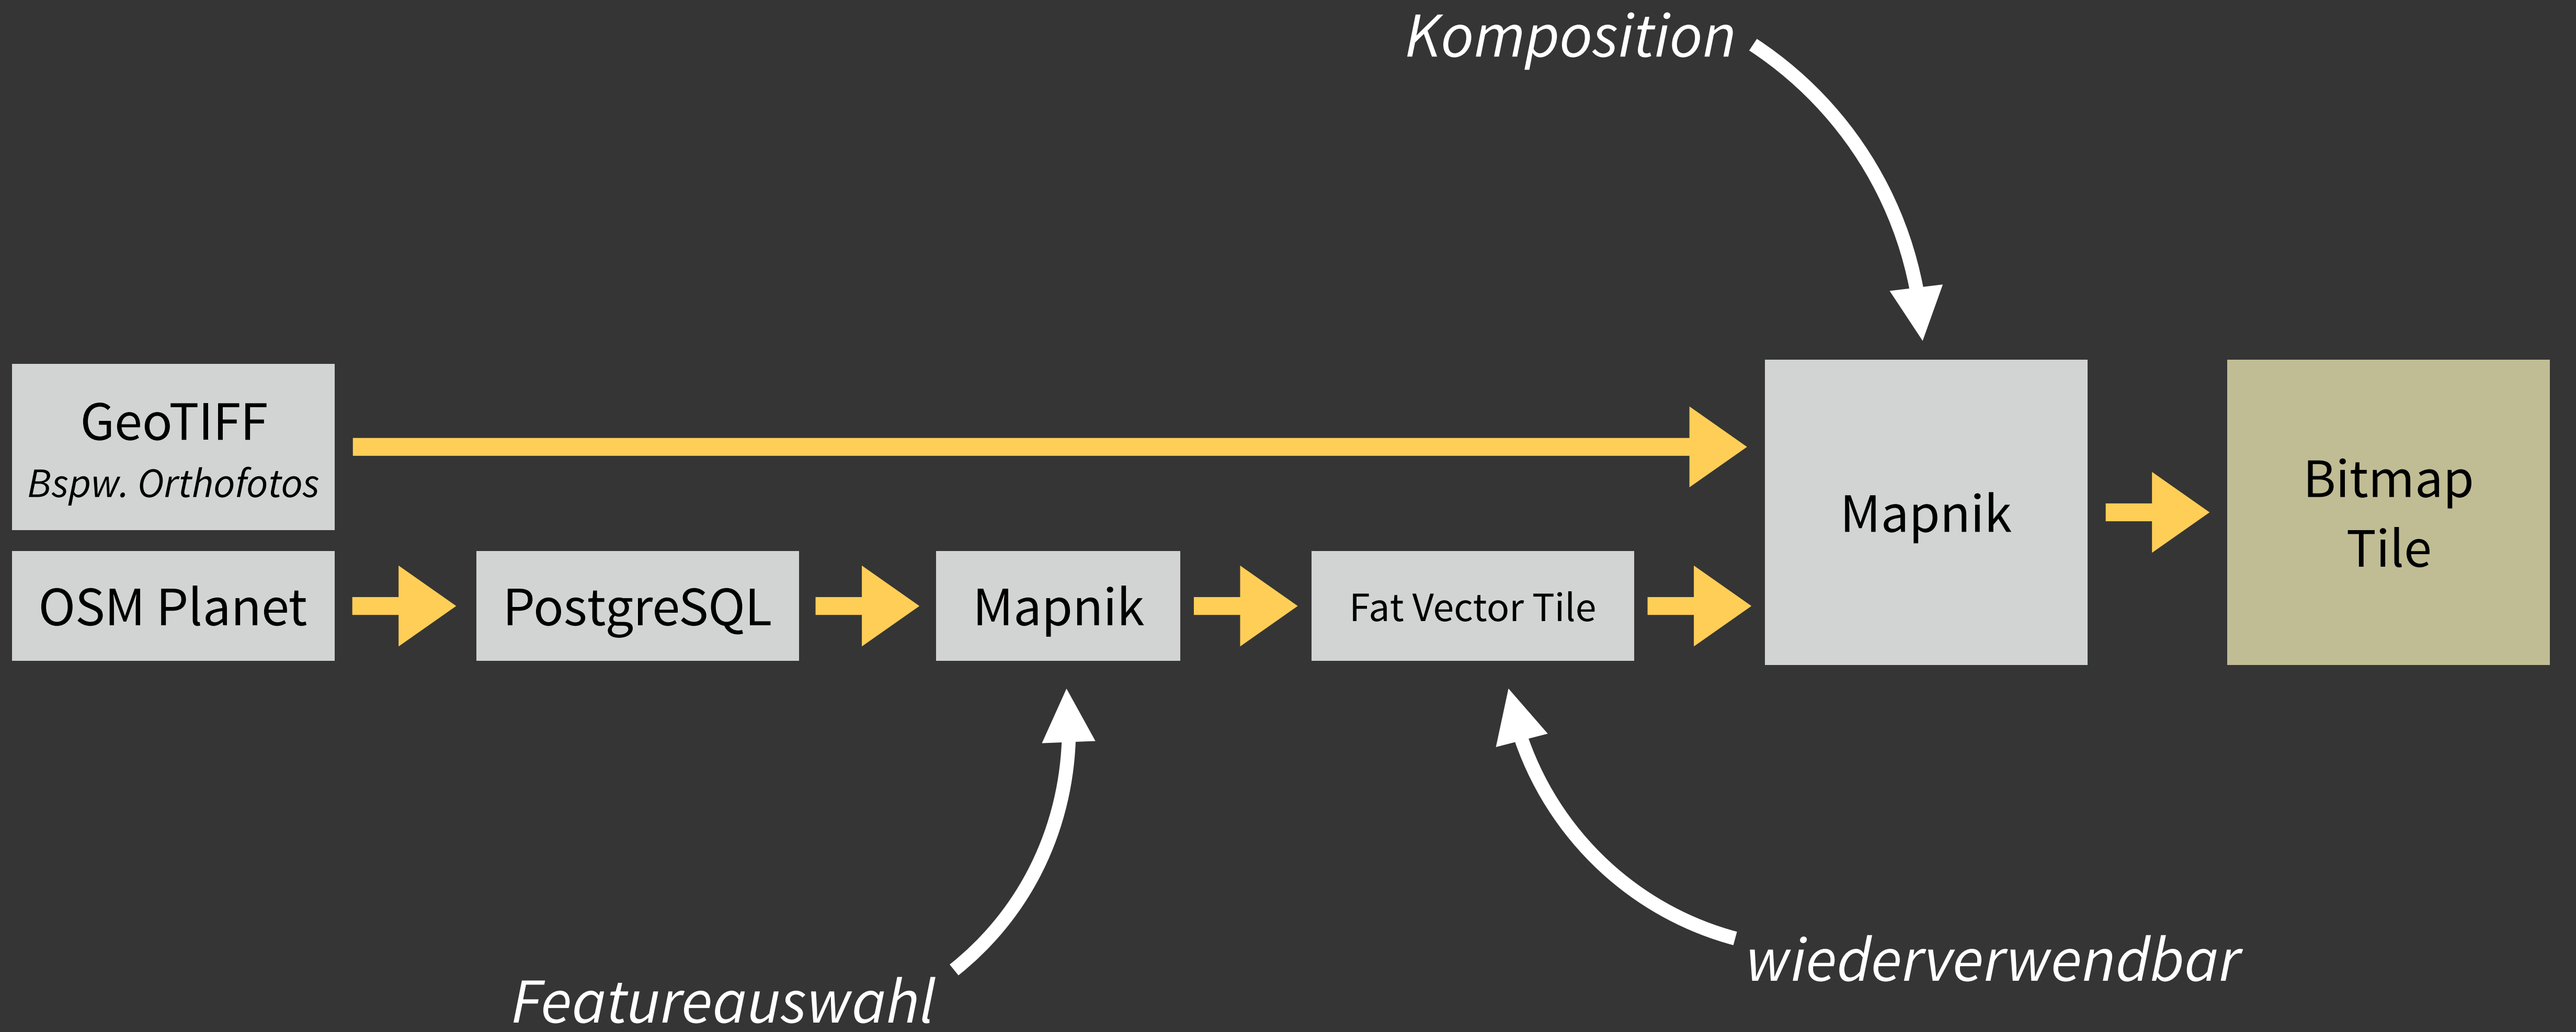 Komposition
GeoTIFF
Bspw. Orthofotos
OSM Planet
PostgreSQL
Mapnik
Fat Vector Tile
Mapnik
Bitmap
Tile
Featureauswahl
wiederverwendbar